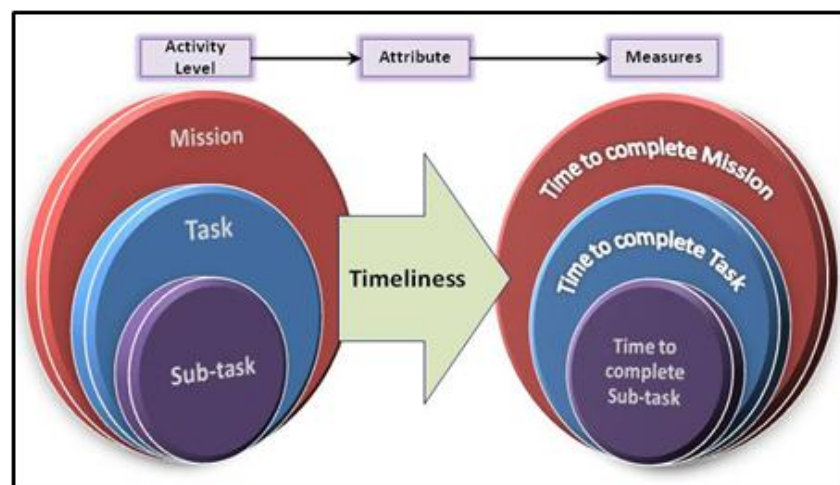 Activity
Level
Attribute
Measures
Mission
Task
Sub-task
Timeliness
Time to complete Mission
Time to complete Task
Time to
complete
Sub-task